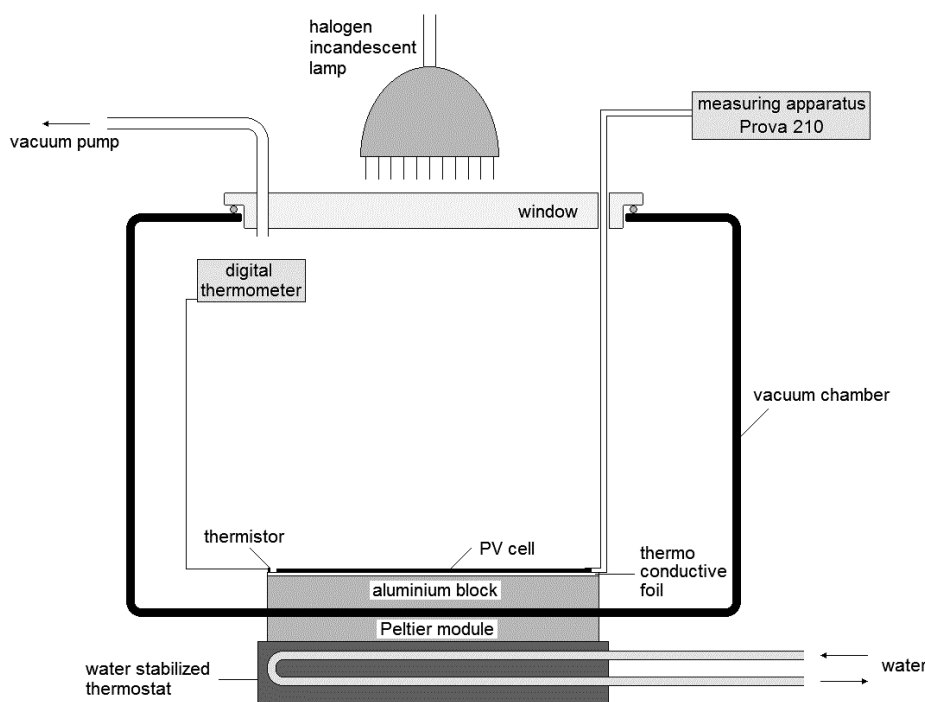 halogen
incandescent
lamp
measuring apparatus
Prova 210
vacuum pump
window
digital
thermometer
vacuum chamber
thermistor
PV cell
thermo
conductive
foil
aluminium block
Peltier module
water stabilized
thermostat
water